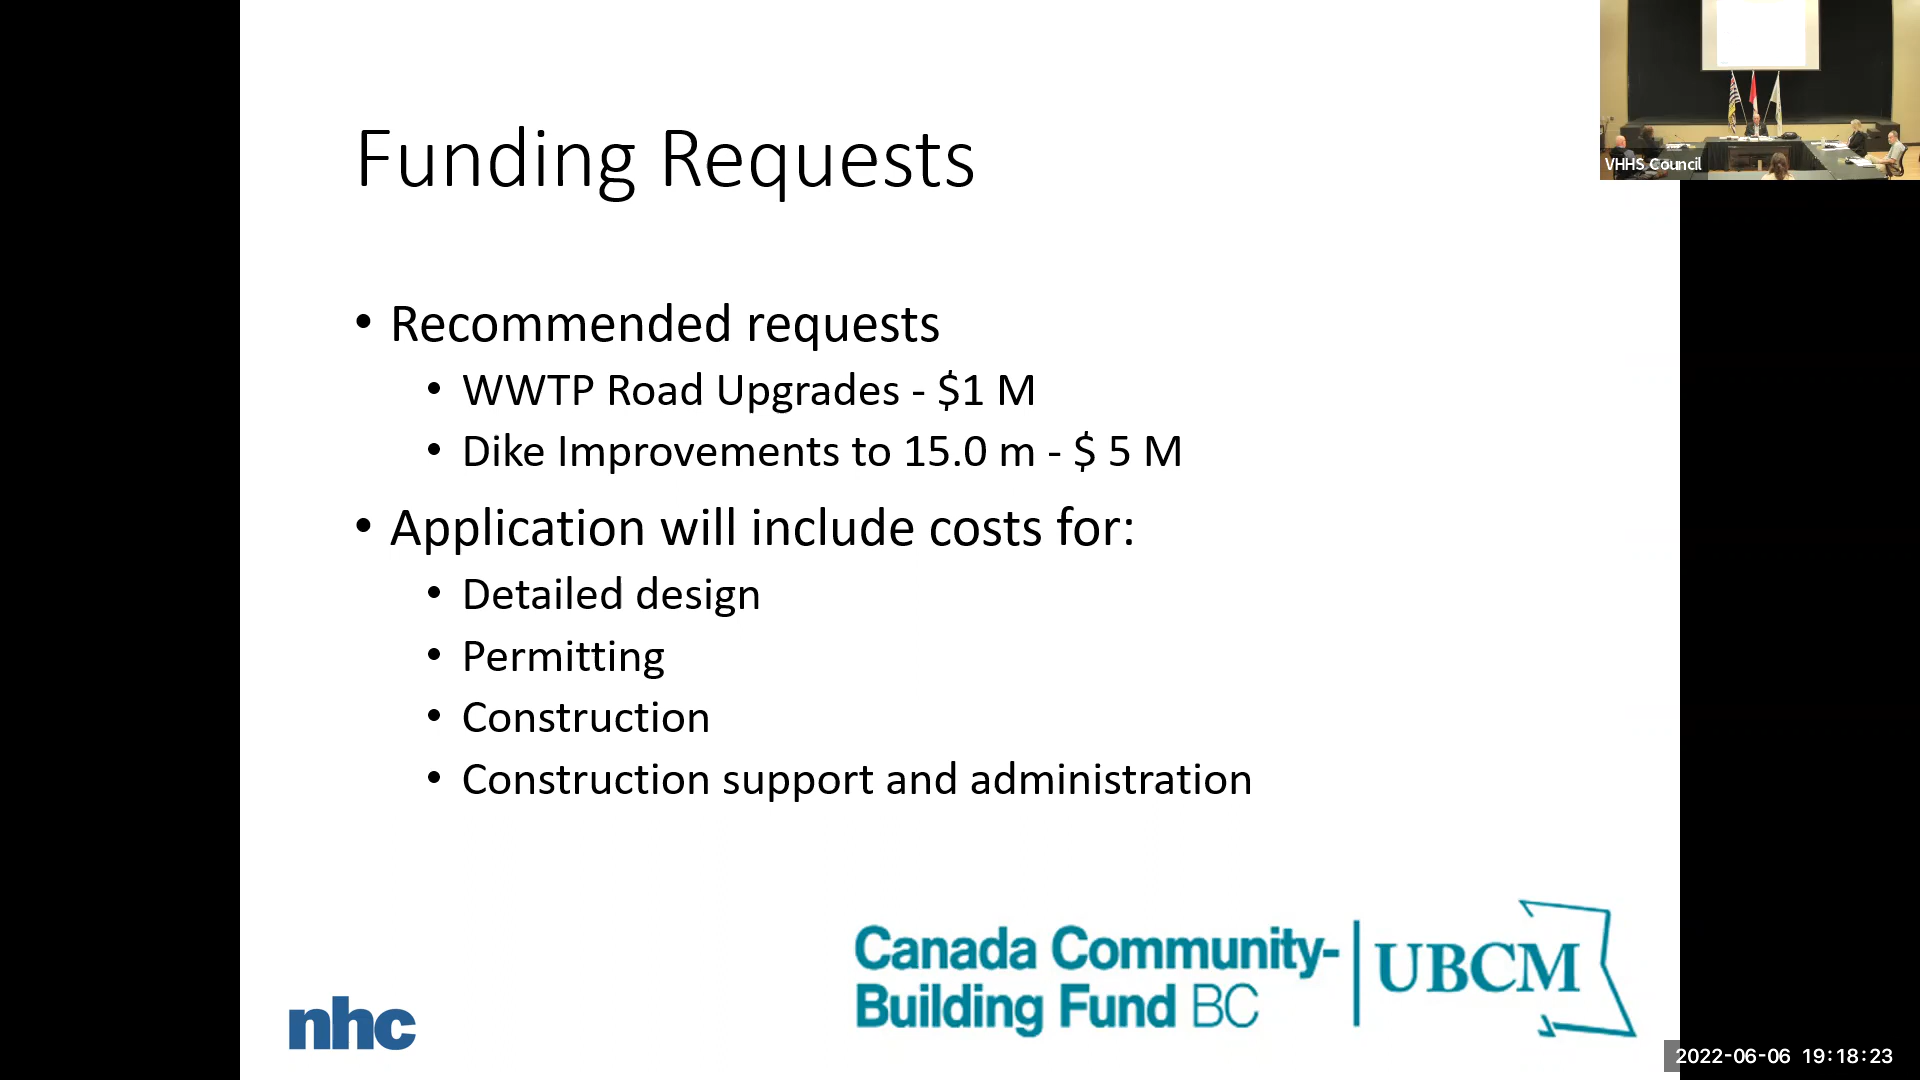 Funding Requests
VHHS Council
• Recommended requests
• WWTP Road Upgrades - $1 M
• Dike Improvements to 15.0 m - $ 5 M
• Application will include costs for:
• Detailed design
• Permitting
• Construction
• Construction support and administration
Canada Community-
Building Fund BC
UBCM
nhc
2022-06-06 19:18:23